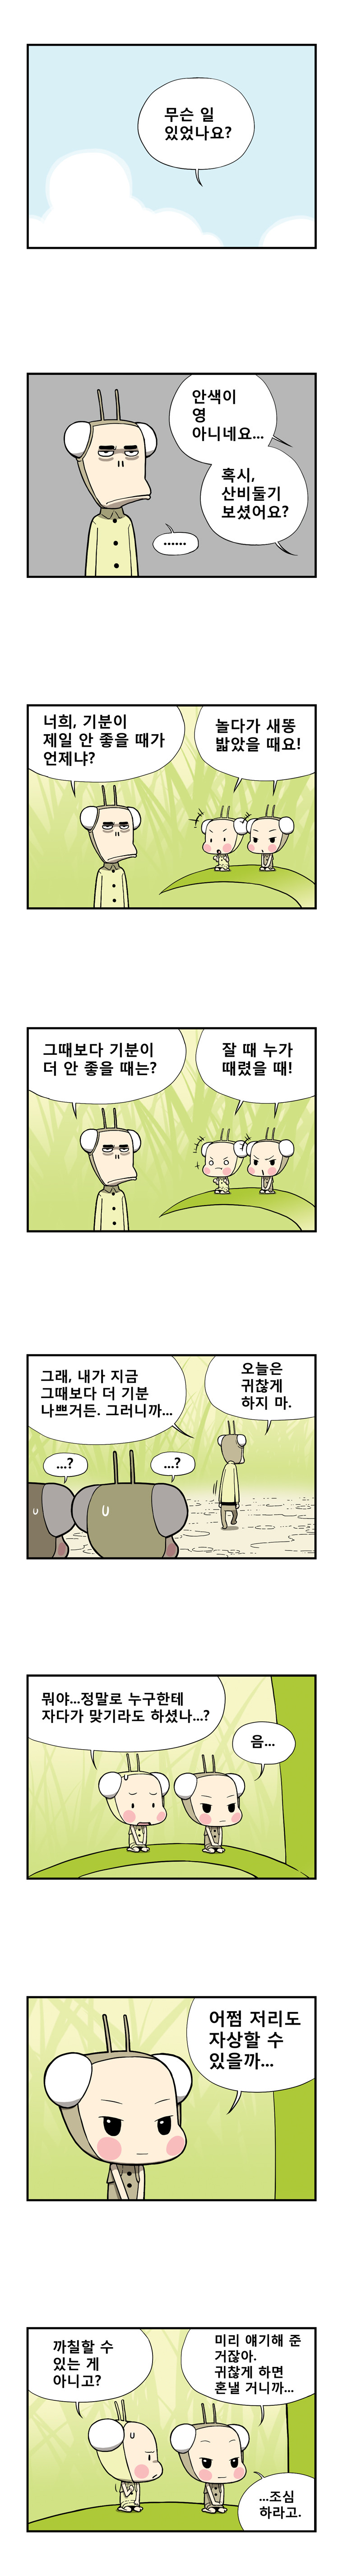 무슨 일
있었나요?
안색이
영
아니네요...
혹시,
산비둘기
보셨어요?
......
너희, 기분이
제일 안 좋을 때가
언제냐?
놀다가 새똥
밟았을 때요!
그때보다 기분이
더 안 좋을 때는?
잘 때 누가
때렸을 때!
그래, 내가 지금
그때보다 더 기분
나쁘거든. 그러니까...
오늘은
귀찮게
하지 마.
...?
...?
뭐야...정말로 누구한테
자다가 맞기라도 하셨나...?
음...
어쩜 저리도
자상할 수
있을까...
까칠할 수
있는 게
아니고?
미리 얘기해 준
거잖아.
귀찮게 하면
혼낼 거니까...
...조심
하라고.